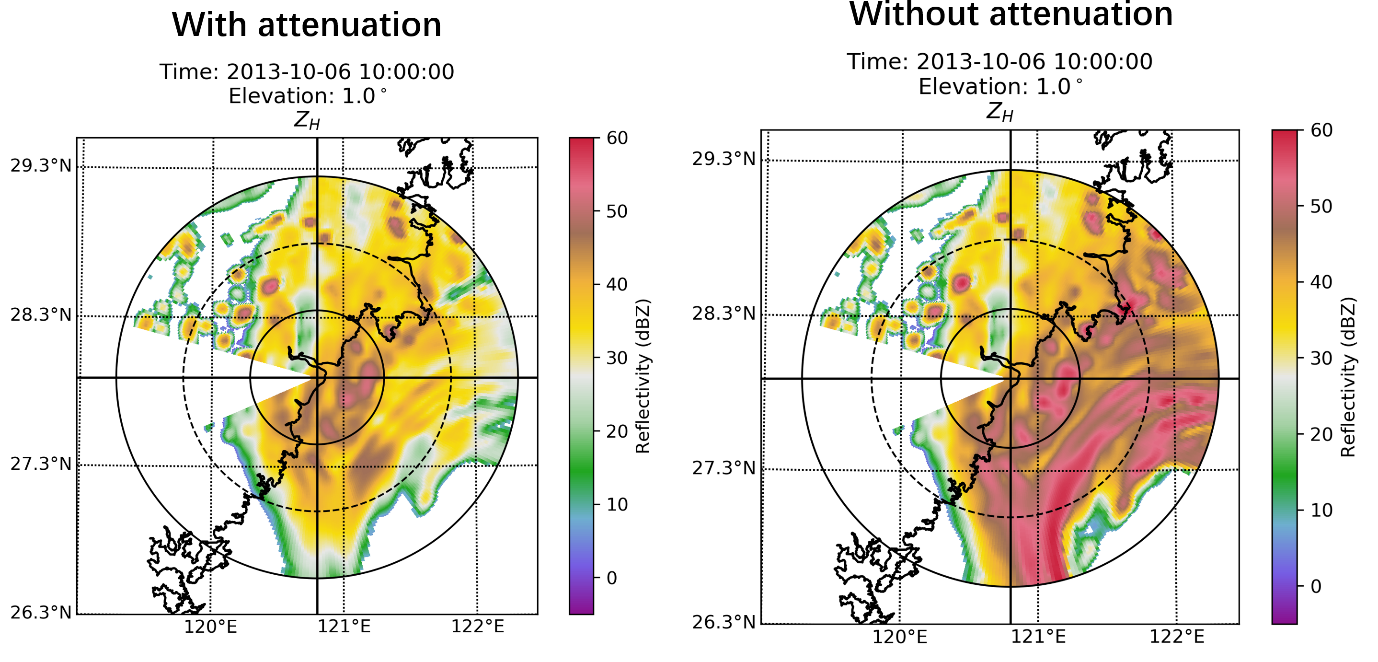 With attenuation
Time: 2013-10-06 10:00:00
Elevation: 1.0°
Z_H
29.3°N
28.3°N
27.3°N
26.3°N
120°E
121°E
122°E
60
50
40
30
20
10
0
Reflectivity (dBZ)
Without attenuation
Time: 2013-10-06 10:00:00
Elevation: 1.0°
Z_H
29.3°N
28.3°N
27.3°N
26.3°N
120°E
121°E
122°E
60
50
40
30
20
10
0
Reflectivity (dBZ)